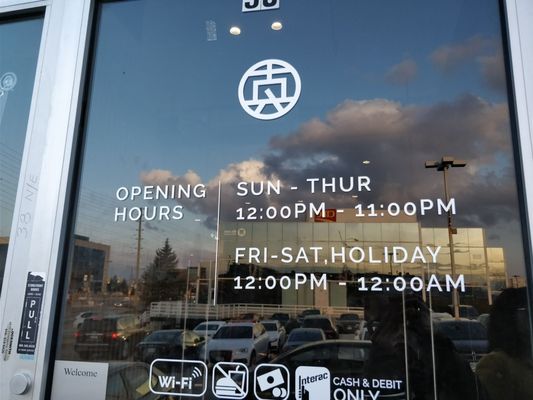 OPENING
HOURS
SUN - THUR
12:00PM - 11:00PM
FRI-SAT,HOLIDAY
12:00PM - 12:00AM
PULL
38 N/E
Welcome
Wi-Fi
Interac
CASH & DEBIT
ONLY